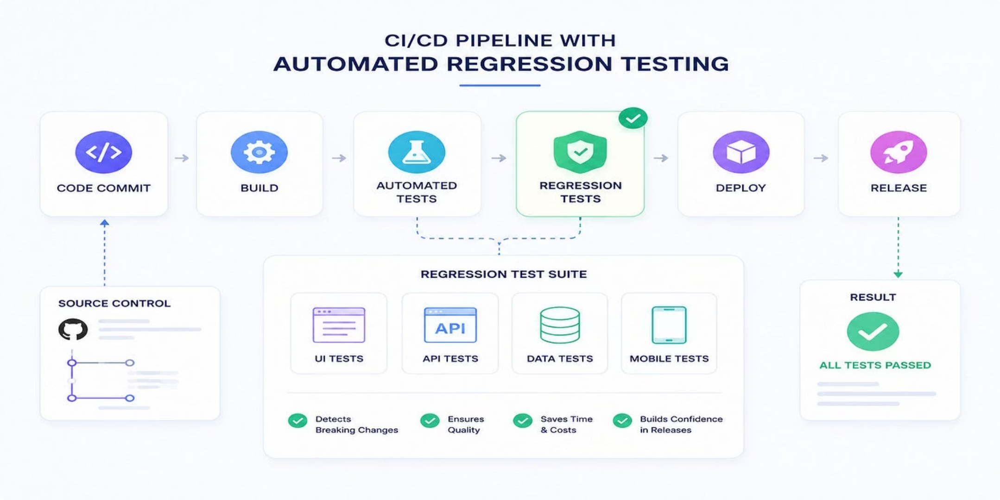 CI/CD PIPELINE WITH
AUTOMATED REGRESSION TESTING
</>
CODE COMMIT
BUILD
AUTOMATED
TESTS
REGRESSION
TESTS
DEPLOY
RELEASE
SOURCE CONTROL
REGRESSION TEST SUITE
UI TESTS
API
API TESTS
DATA TESTS
MOBILE TESTS
Detects
Breaking Changes
Ensures
Quality
Saves Time
& Costs
Builds Confidence
in Releases
RESULT
ALL TESTS PASSED